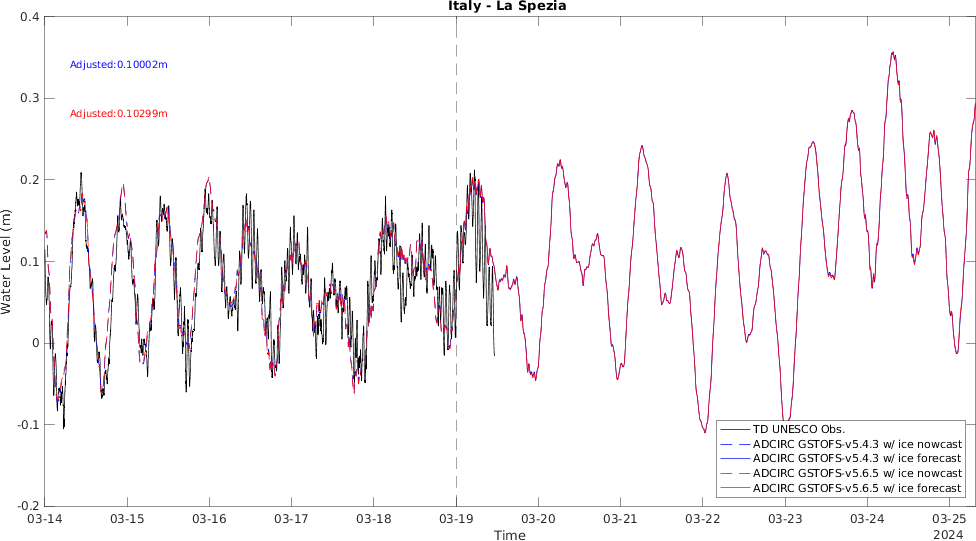 Italy - La Spezia
Adjusted:0.10002m
Adjusted:0.10299m
Water Level (m)
0.4
0.3
0.2
0.1
0
-0.1
-0.2
TD UNESCO Obs.
ADCIRC GSTOFS-v5.4.3 w/ ice nowcast
ADCIRC GSTOFS-v5.4.3 w/ ice forecast
ADCIRC GSTOFS-v5.6.5 w/ ice nowcast
ADCIRC GSTOFS-v5.6.5 w/ ice forecast
03-14 03-15 03-16 03-17 03-18 03-19 03-20 03-21 03-22 03-23 03-24 03-25
2024
Time